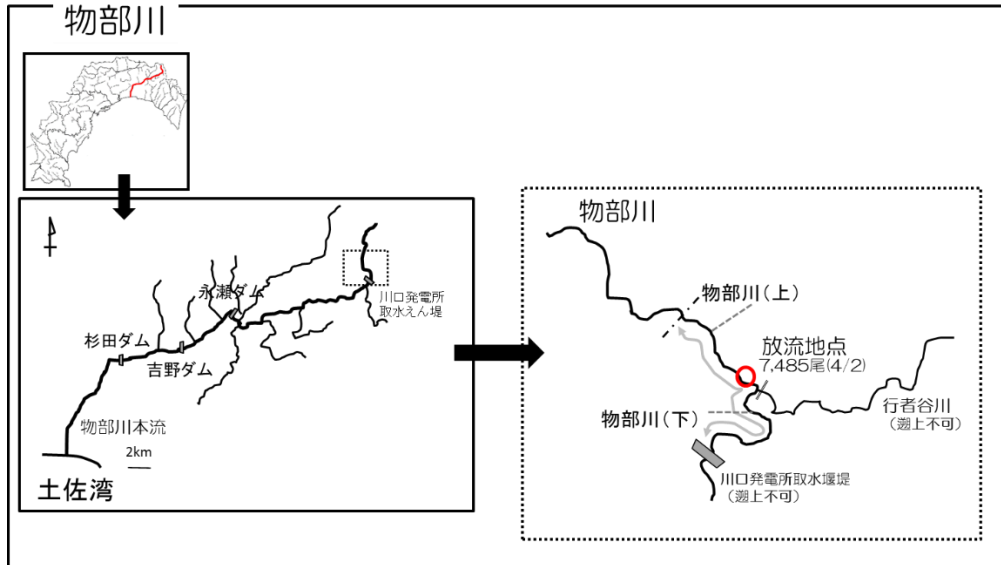 物部川
永瀬ダム
川口発電所
取水えん堤
杉田ダム
吉野ダム
物部川本流
2km
土佐湾
物部川
物部川(上)
放流地点
7,485尾(4/2)
行者谷川
(遡上不可)
物部川(下)
川口発電所取水堰堤
(遡上不可)